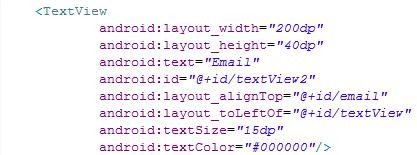 <TextView
android:layout_width="200dp"
android:layout_height="40dp"
android:text="Email"
android:id="@+id/textView2"
android:layout_alignTop="@+id/email"
android:layout_toLeftOf="@+id/textView"
android:textSize="15dp"
android:textColor="#000000"/>